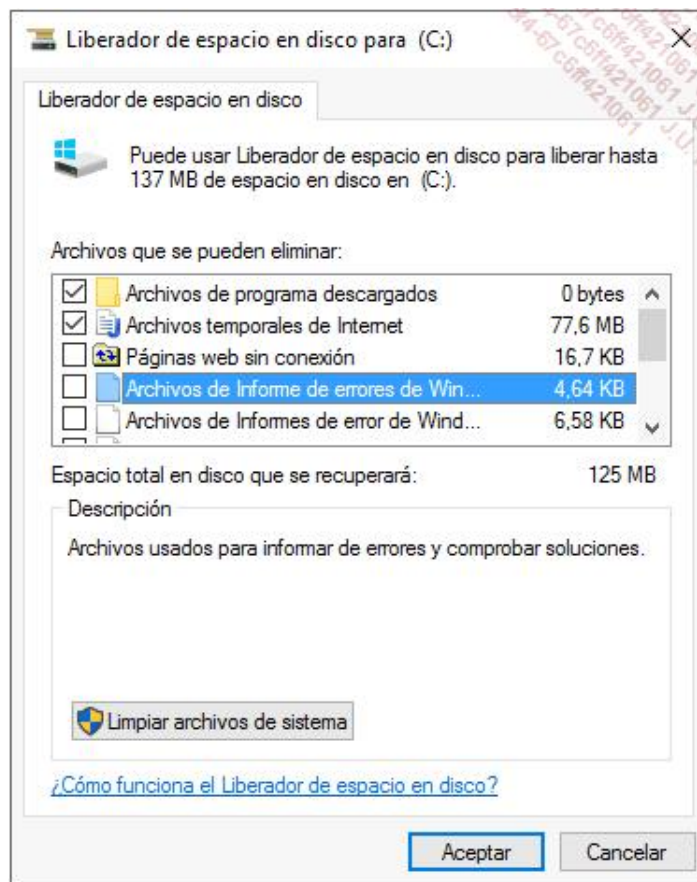 Liberador de espacio en disco para (C:)
Liberador de espacio en disco
Puede usar Liberador de espacio en disco para liberar hasta
137 MB de espacio en disco en (C:).
Archivos que se pueden eliminar:
Archivos de programa descargados 0 bytes
Archivos temporales de Internet 77,6 MB
Páginas web sin conexión 16,7 KB
Archivos de Informe de errores de Win... 4,64 KB
Archivos de Informes de error de Wind... 6,58 KB
Espacio total en disco que se recuperará: 125 MB
Descripción
Archivos usados para informar de errores y comprobar soluciones.
Limpiar archivos de sistema
¿Cómo funciona el Liberador de espacio en disco?
Aceptar Cancelar